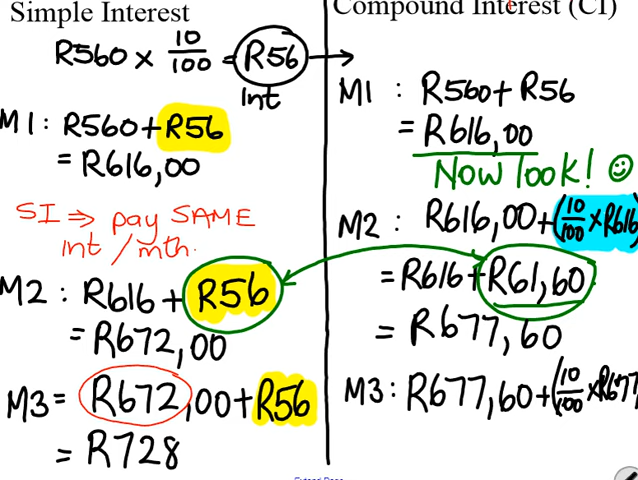 Simple Interest
R560 × 10/100 = R56
Int
M1: R560 + R56
= R616,00
SI ⇒ pay SAME
int / mth.
M2: R616 + R56
= R672,00
M3 = R672,00 + R56
= R728
Compound Interest (CI)
M1 : R560 + R56
= R616,00
NOW LOOK! ☺
M2 : R616,00 + (10/100 × R616)
= R616 + R61,60
= R677,60
M3: R677,60 + (10/100 × R677